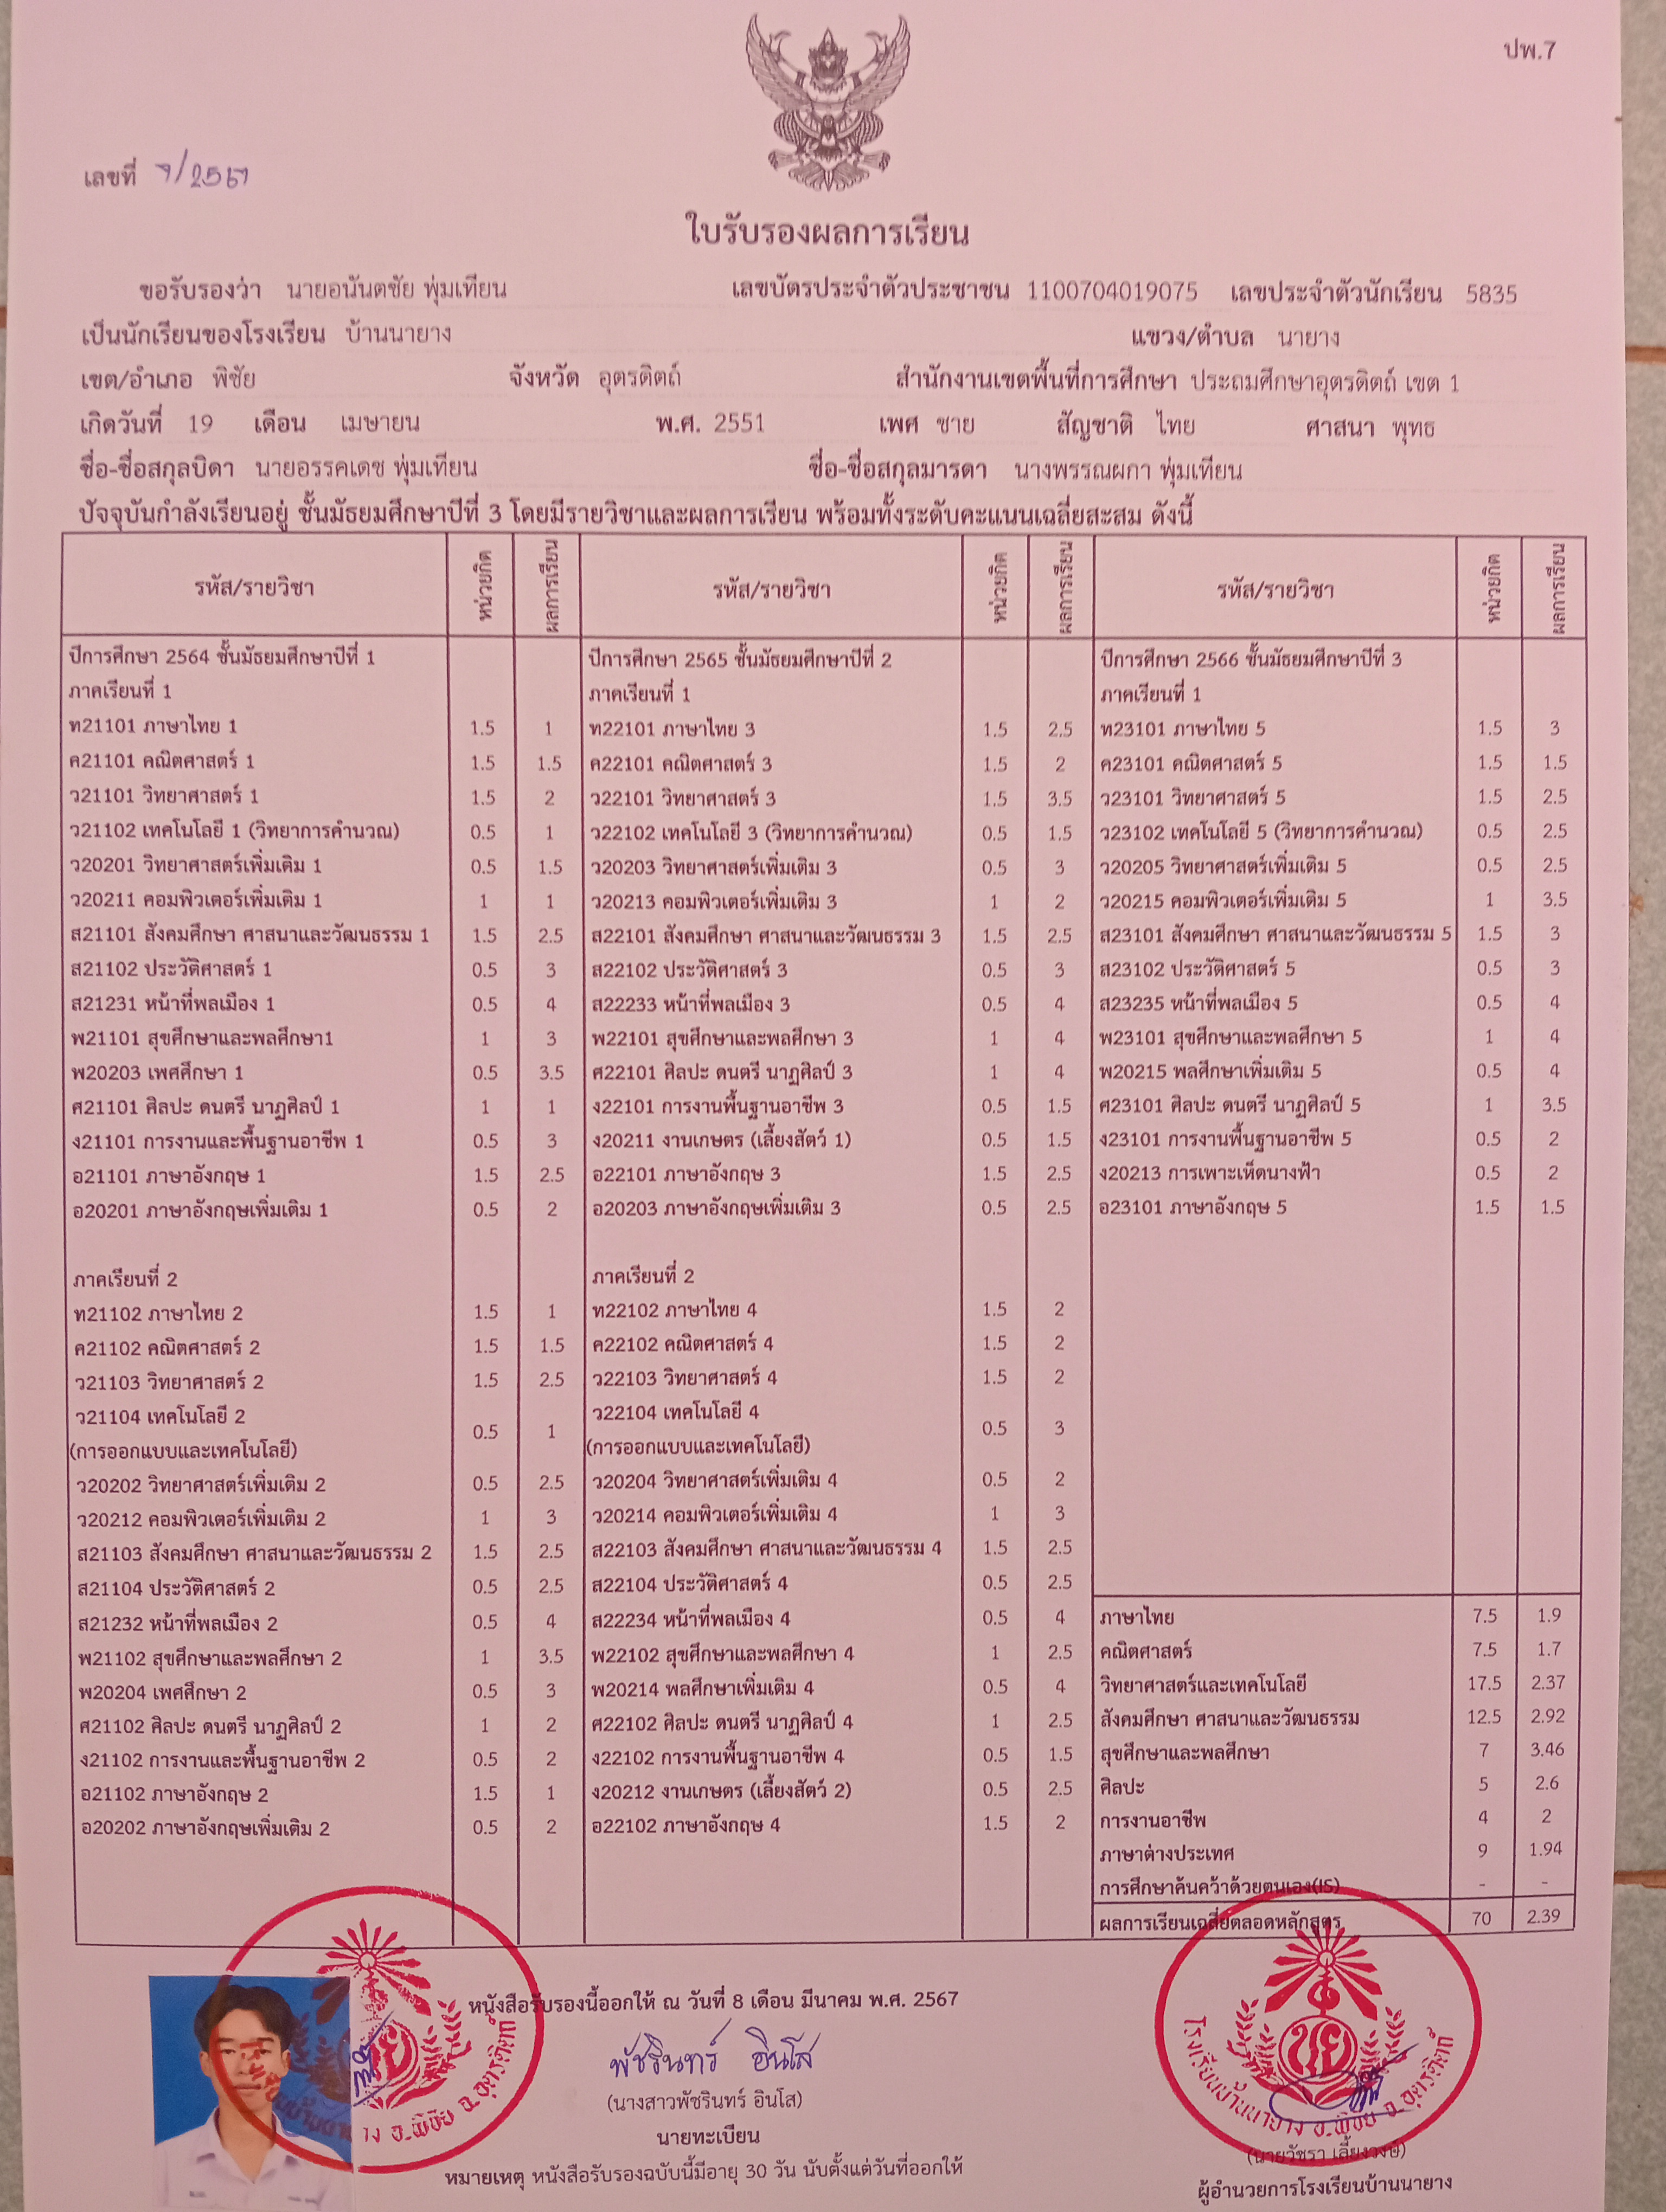 ปพ.7
เลขที่ 7/2567
ใบรับรองผลการเรียน
ขอรับรองว่า นายอนันตชัย พุ่มเทียน เลขบัตรประจำตัวประชาชน 1100704019075 เลขประจำตัวนักเรียน 5835
เป็นนักเรียนของโรงเรียน บ้านนายาง แขวง/ตำบล นายาง
เขต/อำเภอ พิชัย จังหวัด อุตรดิตถ์ สำนักงานเขตพื้นที่การศึกษา ประถมศึกษาอุตรดิตถ์ เขต 1
เกิดวันที่ 19 เดือน เมษายน พ.ศ. 2551 เพศ ชาย สัญชาติ ไทย ศาสนา พุทธ
ชื่อ-ชื่อสกุลบิดา นายอรรคเดช พุ่มเทียน ชื่อ-ชื่อสกุลมารดา นางพรรณผกา พุ่มเทียน
ปัจจุบันกำลังเรียนอยู่ ชั้นมัธยมศึกษาปีที่ 3 โดยมีรายวิชาและผลการเรียน พร้อมทั้งระดับคะแนนเฉลี่ยสะสม ดังนี้
รหัส/รายวิชา หน่วยกิต ผลการเรียน
ปีการศึกษา 2564 ชั้นมัธยมศึกษาปีที่ 1
ภาคเรียนที่ 1
ท21101 ภาษาไทย 1 1.5 1
ค21101 คณิตศาสตร์ 1 1.5 1.5
ว21101 วิทยาศาสตร์ 1 1.5 2
ว21102 เทคโนโลยี 1 (วิทยาการคำนวณ) 0.5 1
ว20201 วิทยาศาสตร์เพิ่มเติม 1 0.5 1.5
ว20211 คอมพิวเตอร์เพิ่มเติม 1 1 1
ส21101 สังคมศึกษา ศาสนาและวัฒนธรรม 1 1.5 2.5
ส21102 ประวัติศาสตร์ 1 0.5 3
ส21231 หน้าที่พลเมือง 1 0.5 4
พ21101 สุขศึกษาและพลศึกษา1 1 3
พ20203 เพศศึกษา 1 0.5 3.5
ศ21101 ศิลปะ ดนตรี นาฏศิลป์ 1 1 1
ง21101 การงานและพื้นฐานอาชีพ 1 0.5 3
อ21101 ภาษาอังกฤษ 1 1.5 2.5
อ20201 ภาษาอังกฤษเพิ่มเติม 1 0.5 2
ภาคเรียนที่ 2
ท21102 ภาษาไทย 2 1.5 1
ค21102 คณิตศาสตร์ 2 1.5 1.5
ว21103 วิทยาศาสตร์ 2 1.5 2.5
ว21104 เทคโนโลยี 2
(การออกแบบและเทคโนโลยี) 0.5 1
ว20202 วิทยาศาสตร์เพิ่มเติม 2 0.5 2.5
ว20212 คอมพิวเตอร์เพิ่มเติม 2 1 3
ส21103 สังคมศึกษา ศาสนาและวัฒนธรรม 2 1.5 2.5
ส21104 ประวัติศาสตร์ 2 0.5 2.5
ส21232 หน้าที่พลเมือง 2 0.5 4
พ21102 สุขศึกษาและพลศึกษา 2 1 3.5
พ20204 เพศศึกษา 2 0.5 3
ศ21102 ศิลปะ ดนตรี นาฏศิลป์ 2 1 2
ง21102 การงานและพื้นฐานอาชีพ 2 0.5 2
อ21102 ภาษาอังกฤษ 2 1.5 1
อ20202 ภาษาอังกฤษเพิ่มเติม 2 0.5 2
รหัส/รายวิชา หน่วยกิต ผลการเรียน
ปีการศึกษา 2565 ชั้นมัธยมศึกษาปีที่ 2
ภาคเรียนที่ 1
ท22101 ภาษาไทย 3 1.5 2.5
ค22101 คณิตศาสตร์ 3 1.5 2
ว22101 วิทยาศาสตร์ 3 1.5 3.5
ว22102 เทคโนโลยี 3 (วิทยาการคำนวณ) 0.5 1.5
ว20203 วิทยาศาสตร์เพิ่มเติม 3 0.5 3
ว20213 คอมพิวเตอร์เพิ่มเติม 3 1 2
ส22101 สังคมศึกษา ศาสนาและวัฒนธรรม 3 1.5 2.5
ส22102 ประวัติศาสตร์ 3 0.5 3
ส22233 หน้าที่พลเมือง 3 0.5 4
พ22101 สุขศึกษาและพลศึกษา 3 1 4
ศ22101 ศิลปะ ดนตรี นาฏศิลป์ 3 1 4
ง22101 การงานพื้นฐานอาชีพ 3 0.5 1.5
ง20211 งานเกษตร (เลี้ยงสัตว์ 1) 0.5 1.5
อ22101 ภาษาอังกฤษ 3 1.5 2.5
อ20203 ภาษาอังกฤษเพิ่มเติม 3 0.5 2.5
ภาคเรียนที่ 2
ท22102 ภาษาไทย 4 1.5 2
ค22102 คณิตศาสตร์ 4 1.5 2
ว22103 วิทยาศาสตร์ 4 1.5 2
ว22104 เทคโนโลยี 4
(การออกแบบและเทคโนโลยี) 0.5 3
ว20204 วิทยาศาสตร์เพิ่มเติม 4 0.5 2
ว20214 คอมพิวเตอร์เพิ่มเติม 4 1 3
ส22103 สังคมศึกษา ศาสนาและวัฒนธรรม 4 1.5 2.5
ส22104 ประวัติศาสตร์ 4 0.5 2.5
ส22234 หน้าที่พลเมือง 4 0.5 4
พ22102 สุขศึกษาและพลศึกษา 4 1 2.5
พ20214 พลศึกษาเพิ่มเติม 4 0.5 4
ศ22102 ศิลปะ ดนตรี นาฏศิลป์ 4 1 2.5
ง22102 การงานพื้นฐานอาชีพ 4 0.5 1.5
ง20212 งานเกษตร (เลี้ยงสัตว์ 2) 0.5 2.5
อ22102 ภาษาอังกฤษ 4 1.5 2
รหัส/รายวิชา หน่วยกิต ผลการเรียน
ปีการศึกษา 2566 ชั้นมัธยมศึกษาปีที่ 3
ภาคเรียนที่ 1
ท23101 ภาษาไทย 5 1.5 3
ค23101 คณิตศาสตร์ 5 1.5 1.5
ว23101 วิทยาศาสตร์ 5 1.5 2.5
ว23102 เทคโนโลยี 5 (วิทยาการคำนวณ) 0.5 2.5
ว20205 วิทยาศาสตร์เพิ่มเติม 5 0.5 2.5
ว20215 คอมพิวเตอร์เพิ่มเติม 5 1 3.5
ส23101 สังคมศึกษา ศาสนาและวัฒนธรรม 5 1.5 3
ส23102 ประวัติศาสตร์ 5 0.5 3
ส23235 หน้าที่พลเมือง 5 0.5 4
พ23101 สุขศึกษาและพลศึกษา 5 1 4
พ20215 พลศึกษาเพิ่มเติม 5 0.5 4
ศ23101 ศิลปะ ดนตรี นาฏศิลป์ 5 1 3.5
ง23101 การงานพื้นฐานอาชีพ 5 0.5 2
ง20213 การเพาะเห็ดนางฟ้า 0.5 2
อ23101 ภาษาอังกฤษ 5 1.5 1.5
ภาษาไทย 7.5 1.9
คณิตศาสตร์ 7.5 1.7
วิทยาศาสตร์และเทคโนโลยี 17.5 2.37
สังคมศึกษา ศาสนาและวัฒนธรรม 12.5 2.92
สุขศึกษาและพลศึกษา 7 3.46
ศิลปะ 5 2.6
การงานอาชีพ 4 2
ภาษาต่างประเทศ 9 1.94
การศึกษาค้นคว้าด้วยตนเอง(IS) - -
ผลการเรียนเฉลี่ยตลอดหลักสูตร 70 2.39
หนังสือรับรองนี้ออกให้ ณ วันที่ 8 เดือน มีนาคม พ.ศ. 2567
พัชรินทร์ อินโส
(นางสาวพัชรินทร์ อินโส)
นายทะเบียน
หมายเหตุ หนังสือรับรองฉบับนี้มีอายุ 30 วัน นับตั้งแต่วันที่ออกให้
โรงเรียนบ้านนายาง อ.พิชัย จ.อุตรดิตถ์
(นายวัชรา เลี้ยงวงษ์)
ผู้อำนวยการโรงเรียนบ้านนายาง